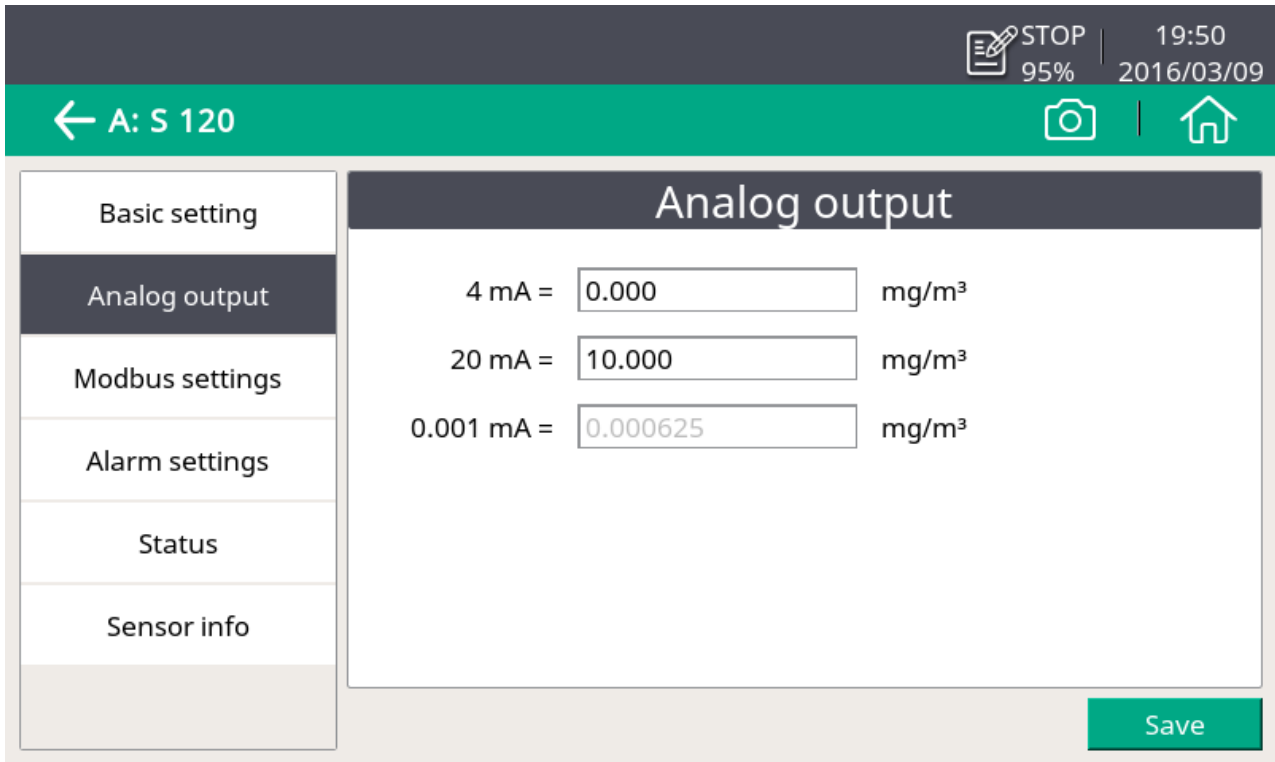 STOP 19:50
95% 2016/03/09
A: S 120
Basic setting
Analog output
Modbus settings
Alarm settings
Status
Sensor info
Analog output
4 mA = 0.000 mg/m³
20 mA = 10.000 mg/m³
0.001 mA = 0.000625 mg/m³
Save